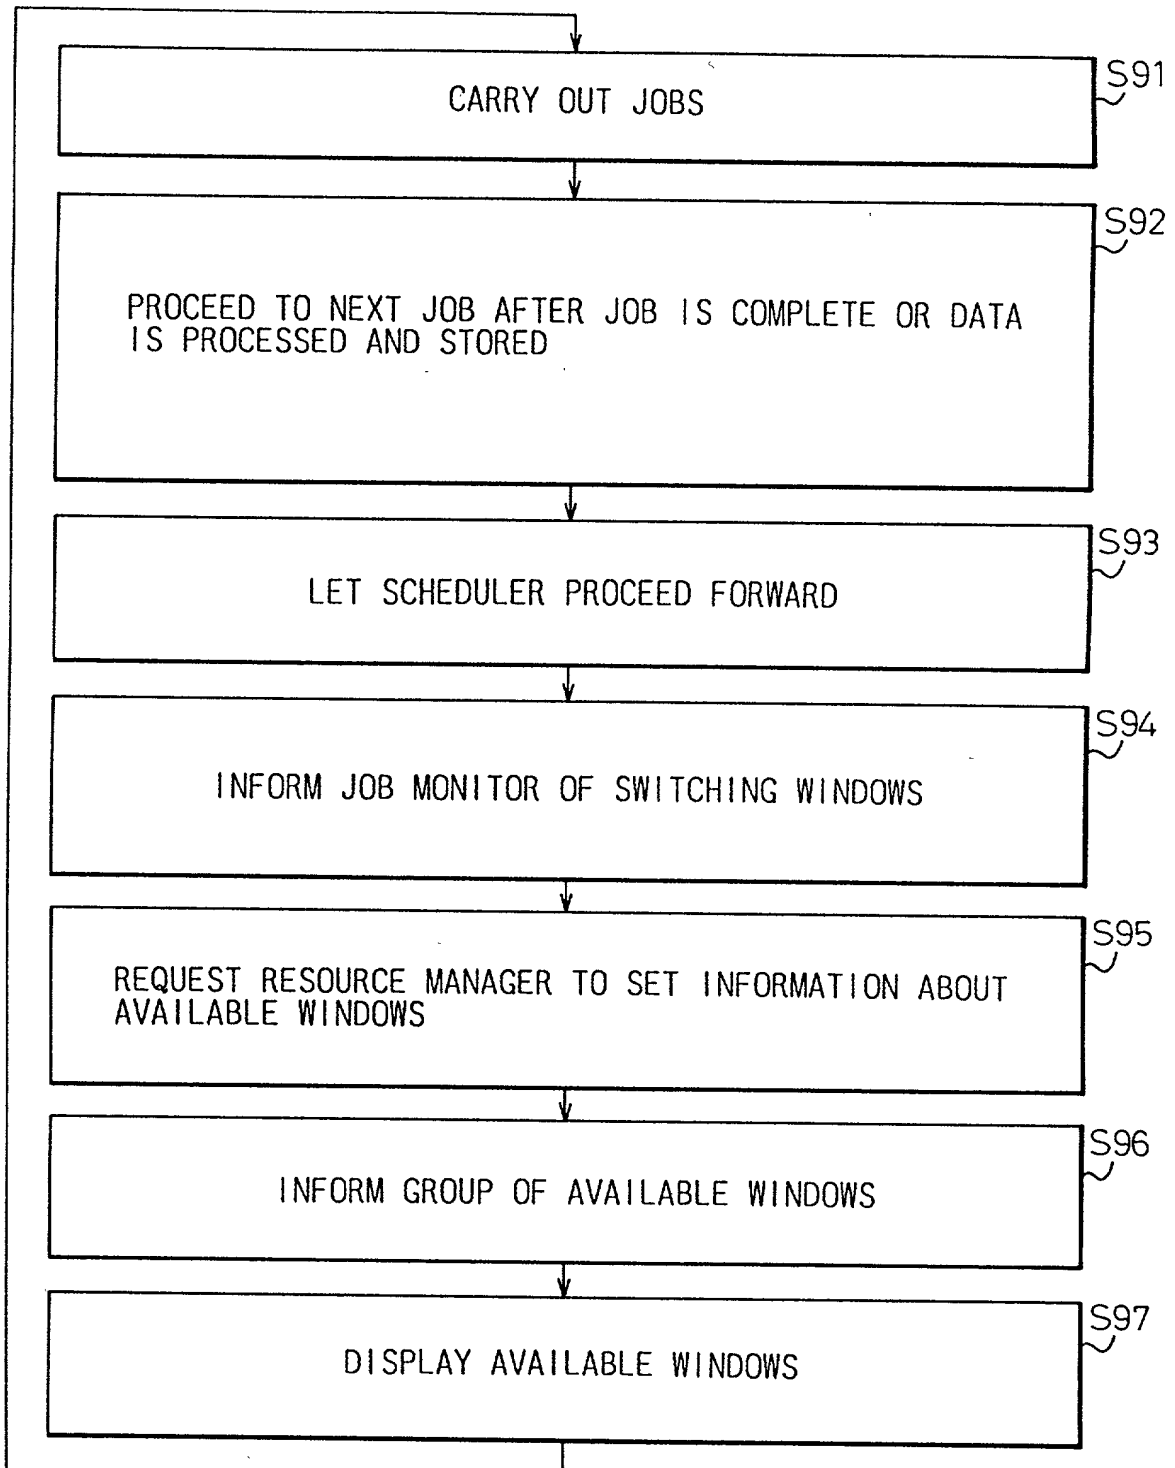 S91
CARRY OUT JOBS
S92
PROCEED TO NEXT JOB AFTER JOB IS COMPLETE OR DATA
IS PROCESSED AND STORED
S93
LET SCHEDULER PROCEED FORWARD
S94
INFORM JOB MONITOR OF SWITCHING WINDOWS
S95
REQUEST RESOURCE MANAGER TO SET INFORMATION ABOUT
AVAILABLE WINDOWS
S96
INFORM GROUP OF AVAILABLE WINDOWS
S97
DISPLAY AVAILABLE WINDOWS